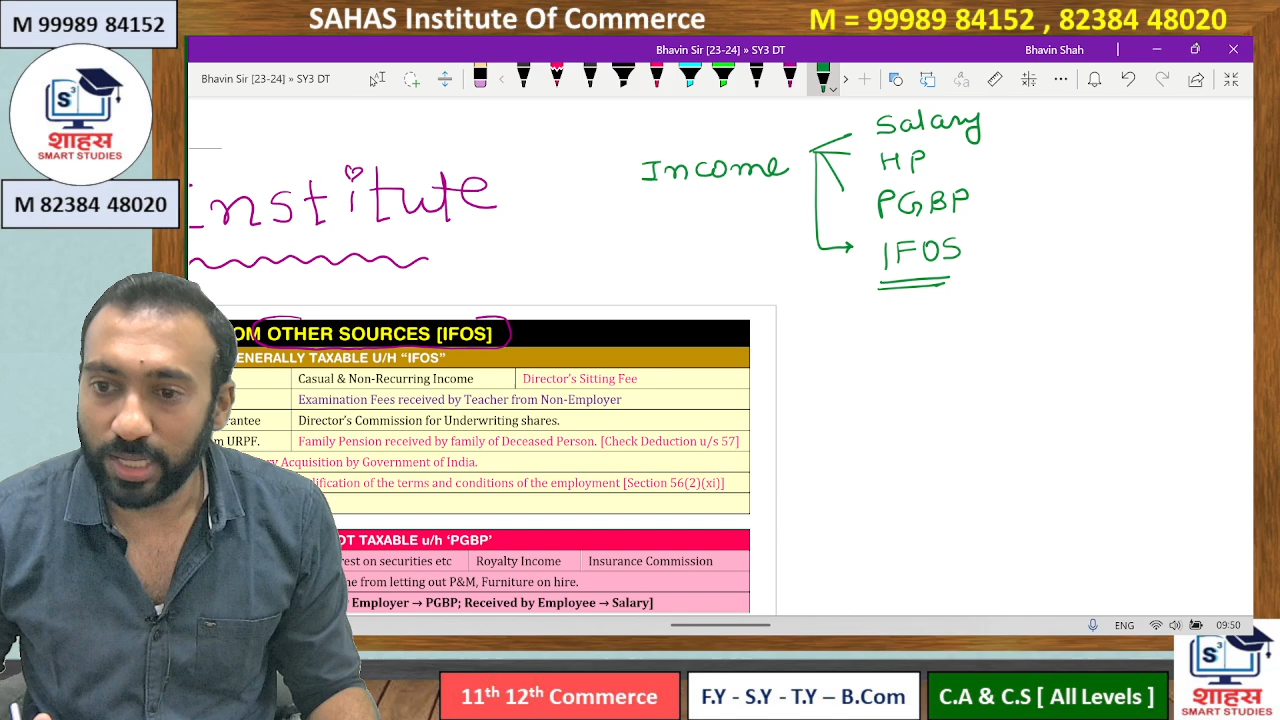 M 99989 84152
SAHAS Institute Of Commerce
M = 99989 84152 , 82384 48020
Bhavin Sir [23-24] » SY3 DT
Bhavin Shah
Bhavin Sir [23-24] » SY3 DT
S³
शाहस
SMART STUDIES
M 82384 48020
Institute
Income
Salary
HP
PGBP
IFOS
OM OTHER SOURCES [IFOS]
ENERALLY TAXABLE U/H “IFOS”
Casual & Non-Recurring Income
Director's Sitting Fee
Examination Fees received by Teacher from Non-Employer
rantee
Director's Commission for Underwriting shares.
m URPF.
Family Pension received by family of Deceased Person. [Check Deduction u/s 57]
ry Acquisition by Government of India.
dification of the terms and conditions of the employment [Section 56(2)(xi)]
OT TAXABLE u/h ‘PGBP’
rest on securities etc
Royalty Income
Insurance Commission
me from letting out P&M, Furniture on hire.
Employer → PGBP; Received by Employee → Salary]
ENG
09:50
11th 12th Commerce
F.Y - S.Y - T.Y – B.Com
C.A & C.S [ All Levels ]
S³
शाहस
SMART STUDIES